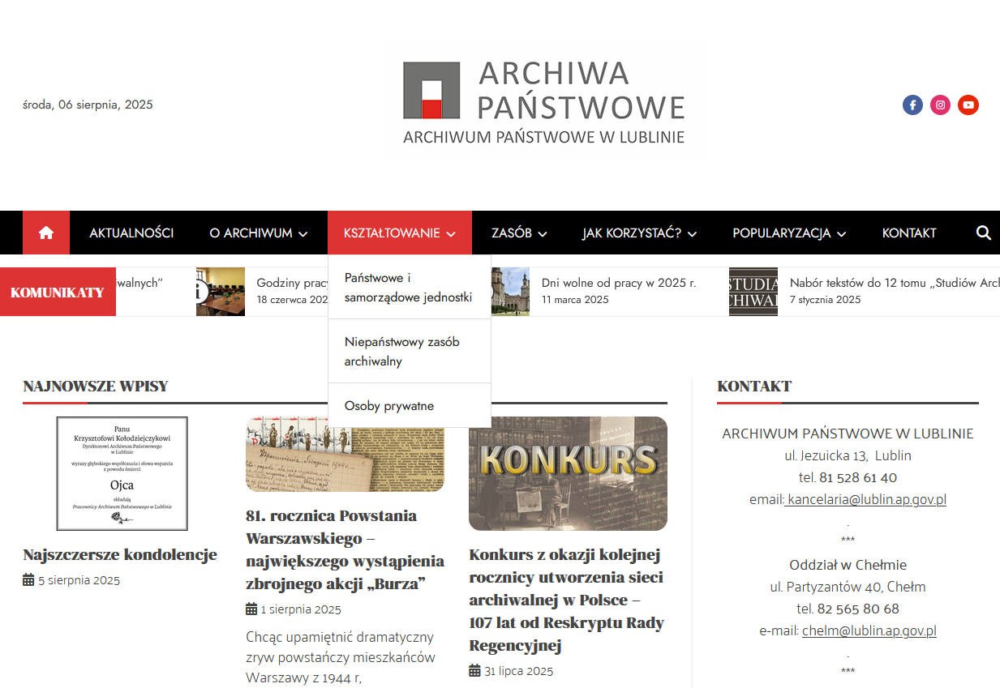 środa, 06 sierpnia, 2025
ARCHIWA
PAŃSTWOWE
ARCHIWUM PAŃSTWOWE W LUBLINIE
AKTUALNOŚCI
O ARCHIWUM
KSZTAŁTOWANIE
ZASÓB
JAK KORZYSTAĆ?
POPULARYZACJA
KONTAKT
Państwowe i
samorządowe jednostki
Niepaństwowy zasób
archiwalny
Osoby prywatne
KOMUNIKATY
iwalnych”
Godziny pracy
18 czerwca 202
Dni wolne od pracy w 2025 r.
11 marca 2025
STUDIA
CHIWAL
Nabór tekstów do 12 tomu „Studiów Arch
7 stycznia 2025
NAJNOWSZE WPISY
Panu
Krzysztofowi Kołodziejczykowi
Dyrektorowi Archiwum Państwowego
w Lublinie
wyrazy głębokiego współczucia i słowa wsparcia
z powodu śmierci
Ojca
składają
Pracownicy Archiwum Państwowego w Lublinie
Najszczersze kondolencje
5 sierpnia 2025
Wspomnienia. Sierpień 1944
81. rocznica Powstania
Warszawskiego –
największego wystąpienia
zbrojnego akcji „Burza”
1 sierpnia 2025
Chcąc upamiętnić dramatyczny
zryw powstańczy mieszkańców
Warszawy z 1944 r,
KONKURS
Konkurs z okazji kolejnej
rocznicy utworzenia sieci
archiwalnej w Polsce –
107 lat od Reskryptu Rady
Regencyjnej
31 lipca 2025
KONTAKT
ARCHIWUM PAŃSTWOWE W LUBLINIE
ul. Jezuicka 13, Lublin
tel. 81 528 61 40
email: kancelaria@lublin.ap.gov.pl
.
***
Oddział w Chełmie
ul. Partyzantów 40, Chełm
tel. 82 565 80 68
e-mail: chelm@lublin.ap.gov.pl
.
***